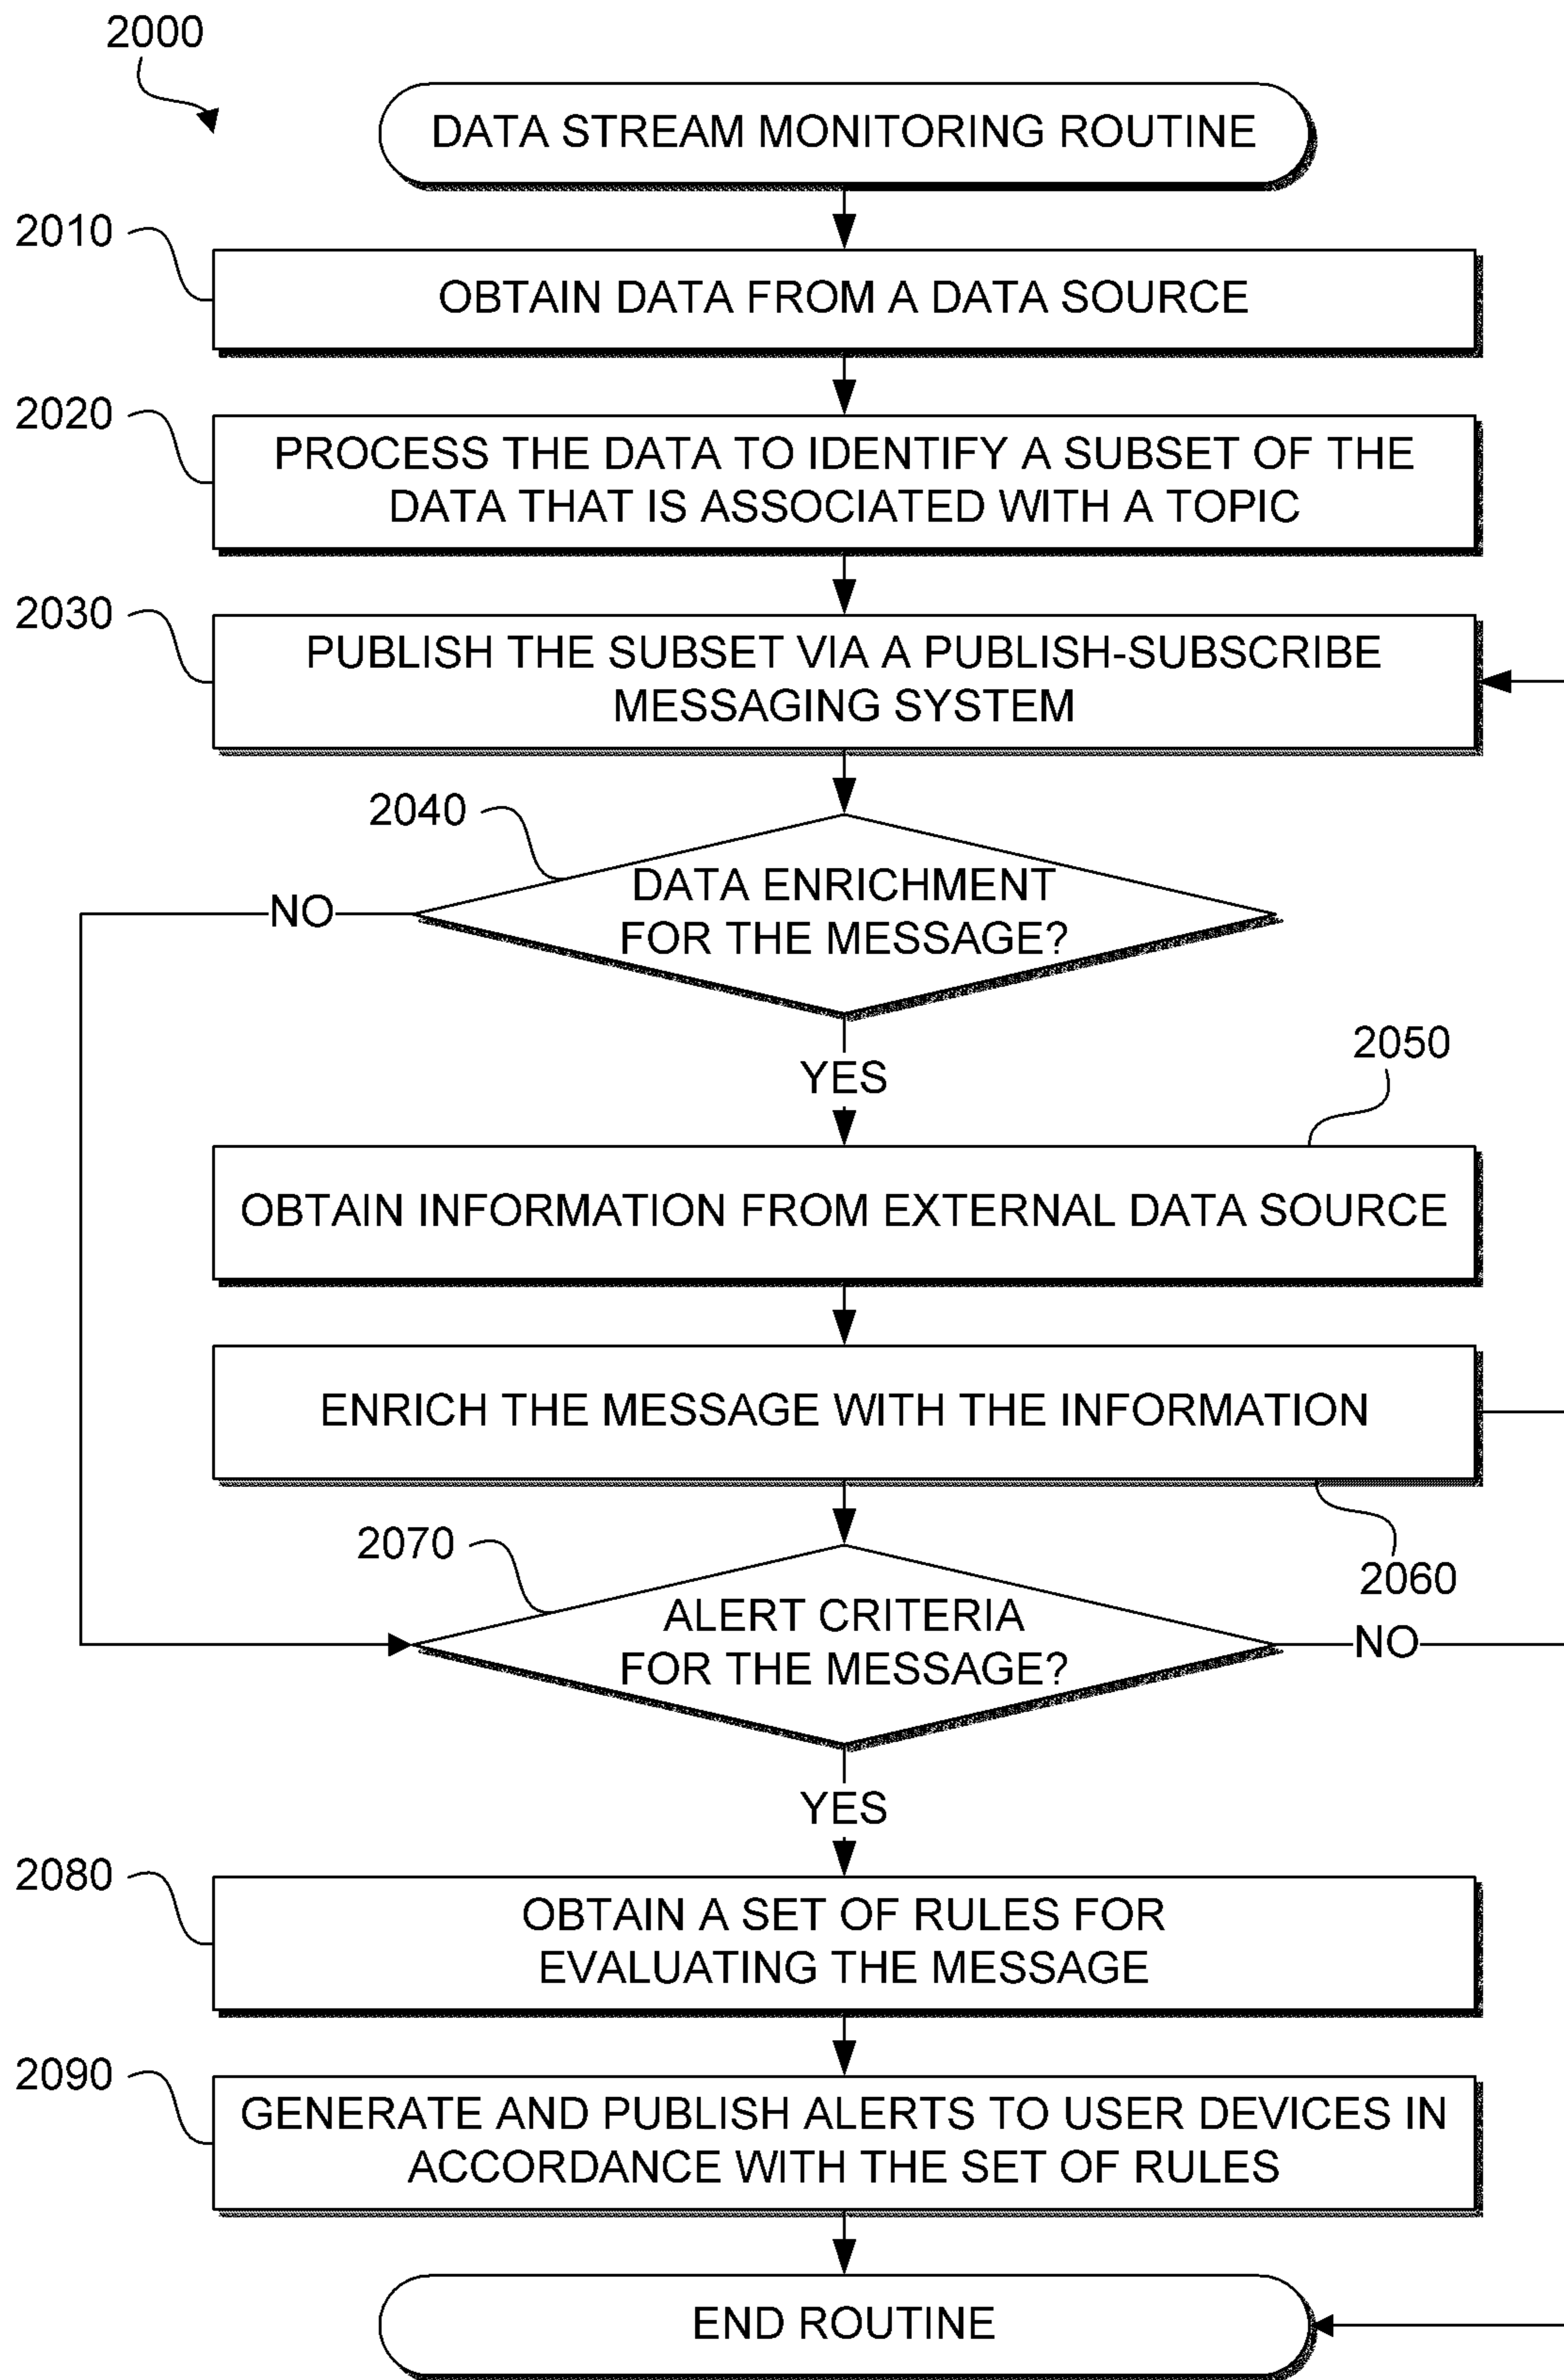 2000
DATA STREAM MONITORING ROUTINE
2010
OBTAIN DATA FROM A DATA SOURCE
2020
PROCESS THE DATA TO IDENTIFY A SUBSET OF THE
DATA THAT IS ASSOCIATED WITH A TOPIC
2030
PUBLISH THE SUBSET VIA A PUBLISH-SUBSCRIBE
MESSAGING SYSTEM
2040
DATA ENRICHMENT
FOR THE MESSAGE?
NO
YES
2050
OBTAIN INFORMATION FROM EXTERNAL DATA SOURCE
ENRICH THE MESSAGE WITH THE INFORMATION
2060
2070
ALERT CRITERIA
FOR THE MESSAGE?
NO
YES
2080
OBTAIN A SET OF RULES FOR
EVALUATING THE MESSAGE
2090
GENERATE AND PUBLISH ALERTS TO USER DEVICES IN
ACCORDANCE WITH THE SET OF RULES
END ROUTINE